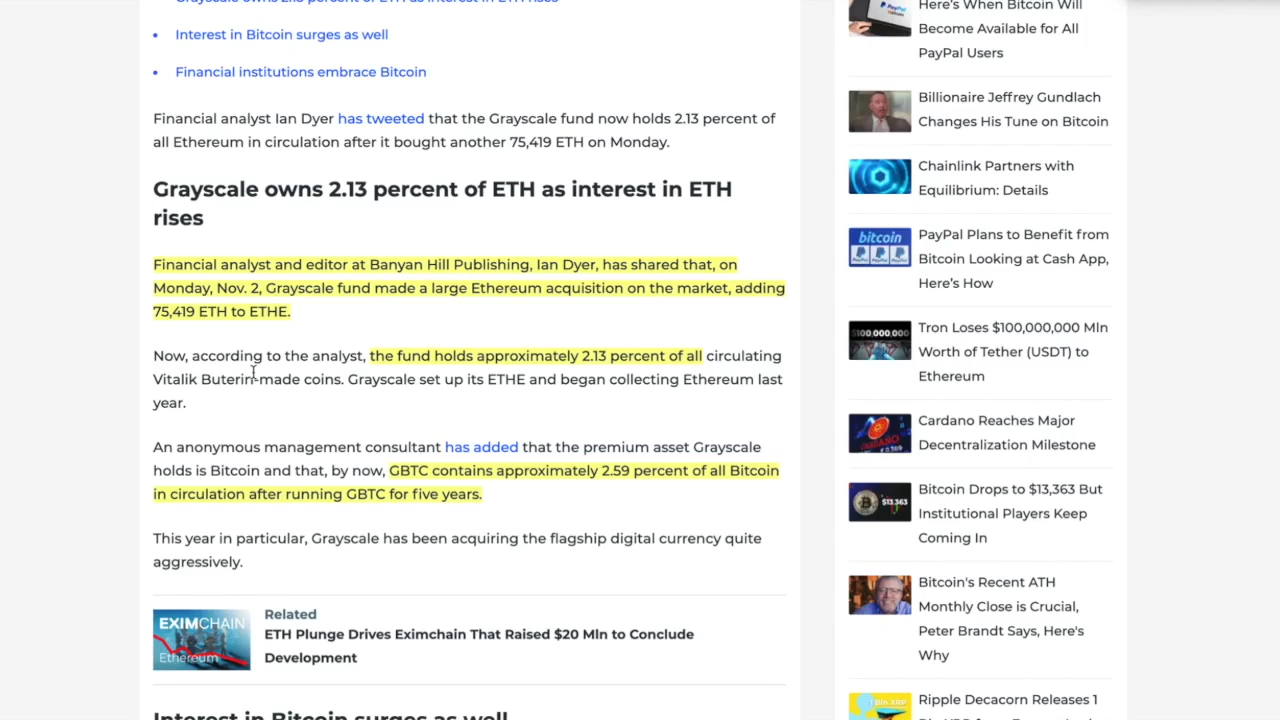 Grayscale owns 2.13 percent of ETH as interest in ETH rises
• Interest in Bitcoin surges as well
• Financial institutions embrace Bitcoin
Financial analyst Ian Dyer has tweeted that the Grayscale fund now holds 2.13 percent of
all Ethereum in circulation after it bought another 75,419 ETH on Monday.
Grayscale owns 2.13 percent of ETH as interest in ETH
rises
Financial analyst and editor at Banyan Hill Publishing, Ian Dyer, has shared that, on
Monday, Nov. 2, Grayscale fund made a large Ethereum acquisition on the market, adding
75,419 ETH to ETHE.
Now, according to the analyst, the fund holds approximately 2.13 percent of all circulating
Vitalik Buterin-made coins. Grayscale set up its ETHE and began collecting Ethereum last
year.
An anonymous management consultant has added that the premium asset Grayscale
holds is Bitcoin and that, by now, GBTC contains approximately 2.59 percent of all Bitcoin
in circulation after running GBTC for five years.
This year in particular, Grayscale has been acquiring the flagship digital currency quite
aggressively.
EXIMCHAIN
Ethereum
Related
ETH Plunge Drives Eximchain That Raised $20 Mln to Conclude
Development
Interest in Bitcoin surges as well
PayPal
Here's When Bitcoin Will
Become Available for All
PayPal Users
Billionaire Jeffrey Gundlach
Changes His Tune on Bitcoin
Chainlink Partners with
Equilibrium: Details
bitcoin
PayPal Plans to Benefit from
Bitcoin Looking at Cash App,
Here's How
$100,000,000
Tron Loses $100,000,000 Mln
Worth of Tether (USDT) to
Ethereum
Cardano Reaches Major
Decentralization Milestone
$13,363
Bitcoin Drops to $13,363 But
Institutional Players Keep
Coming In
Bitcoin's Recent ATH
Monthly Close is Crucial,
Peter Brandt Says, Here's
Why
1 Bln XRP
Ripple Decacorn Releases 1